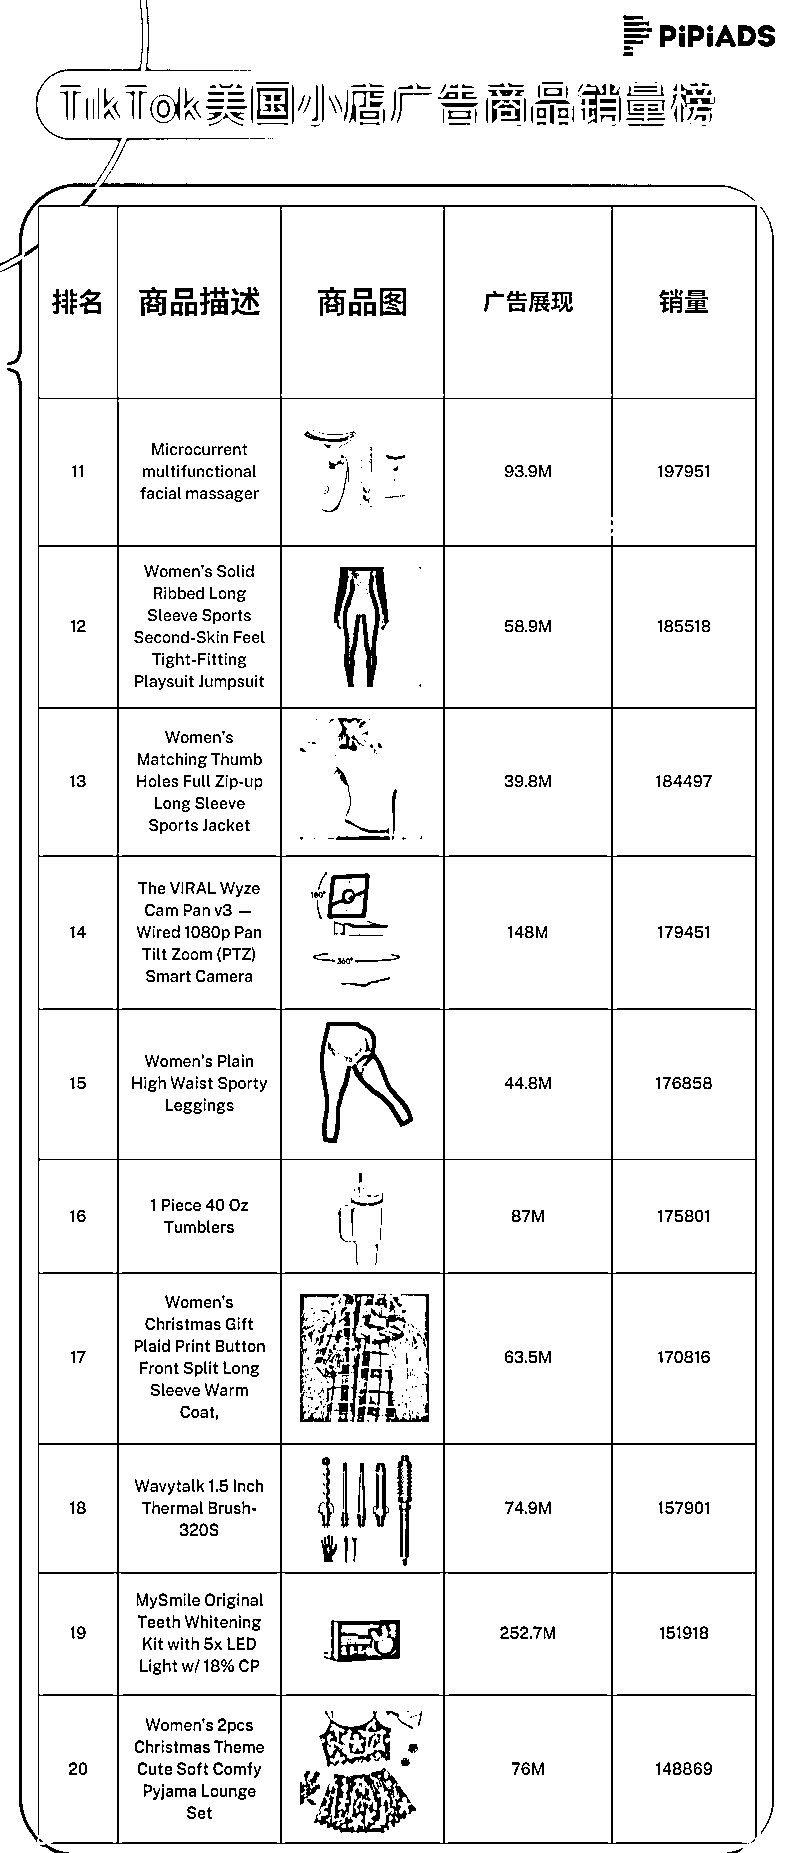 PiPiADS
TikTok美国小店广告商品销量榜
排名 商品描述 商品图 广告展现 销量
11 Microcurrent multifunctional facial massager 93.9M 197951
12 Women's Solid Ribbed Long Sleeve Sports Second-Skin Feel Tight-Fitting Playsuit Jumpsuit 58.9M 185518
13 Women's Matching Thumb Holes Full Zip-up Long Sleeve Sports Jacket 39.8M 184497
14 The VIRAL Wyze Cam Pan v3 — Wired 1080p Pan Tilt Zoom (PTZ) Smart Camera 180° 360° 148M 179451
15 Women's Plain High Waist Sporty Leggings 44.8M 176858
16 1 Piece 40 Oz Tumblers 87M 175801
17 Women's Christmas Gift Plaid Print Button Front Split Long Sleeve Warm Coat, 63.5M 170816
18 Wavytalk 1.5 Inch Thermal Brush-320S 74.9M 157901
19 MySmile Original Teeth Whitening Kit with 5x LED Light w/ 18% CP 252.7M 151918
20 Women's 2pcs Christmas Theme Cute Soft Comfy Pyjama Lounge Set 76M 148869